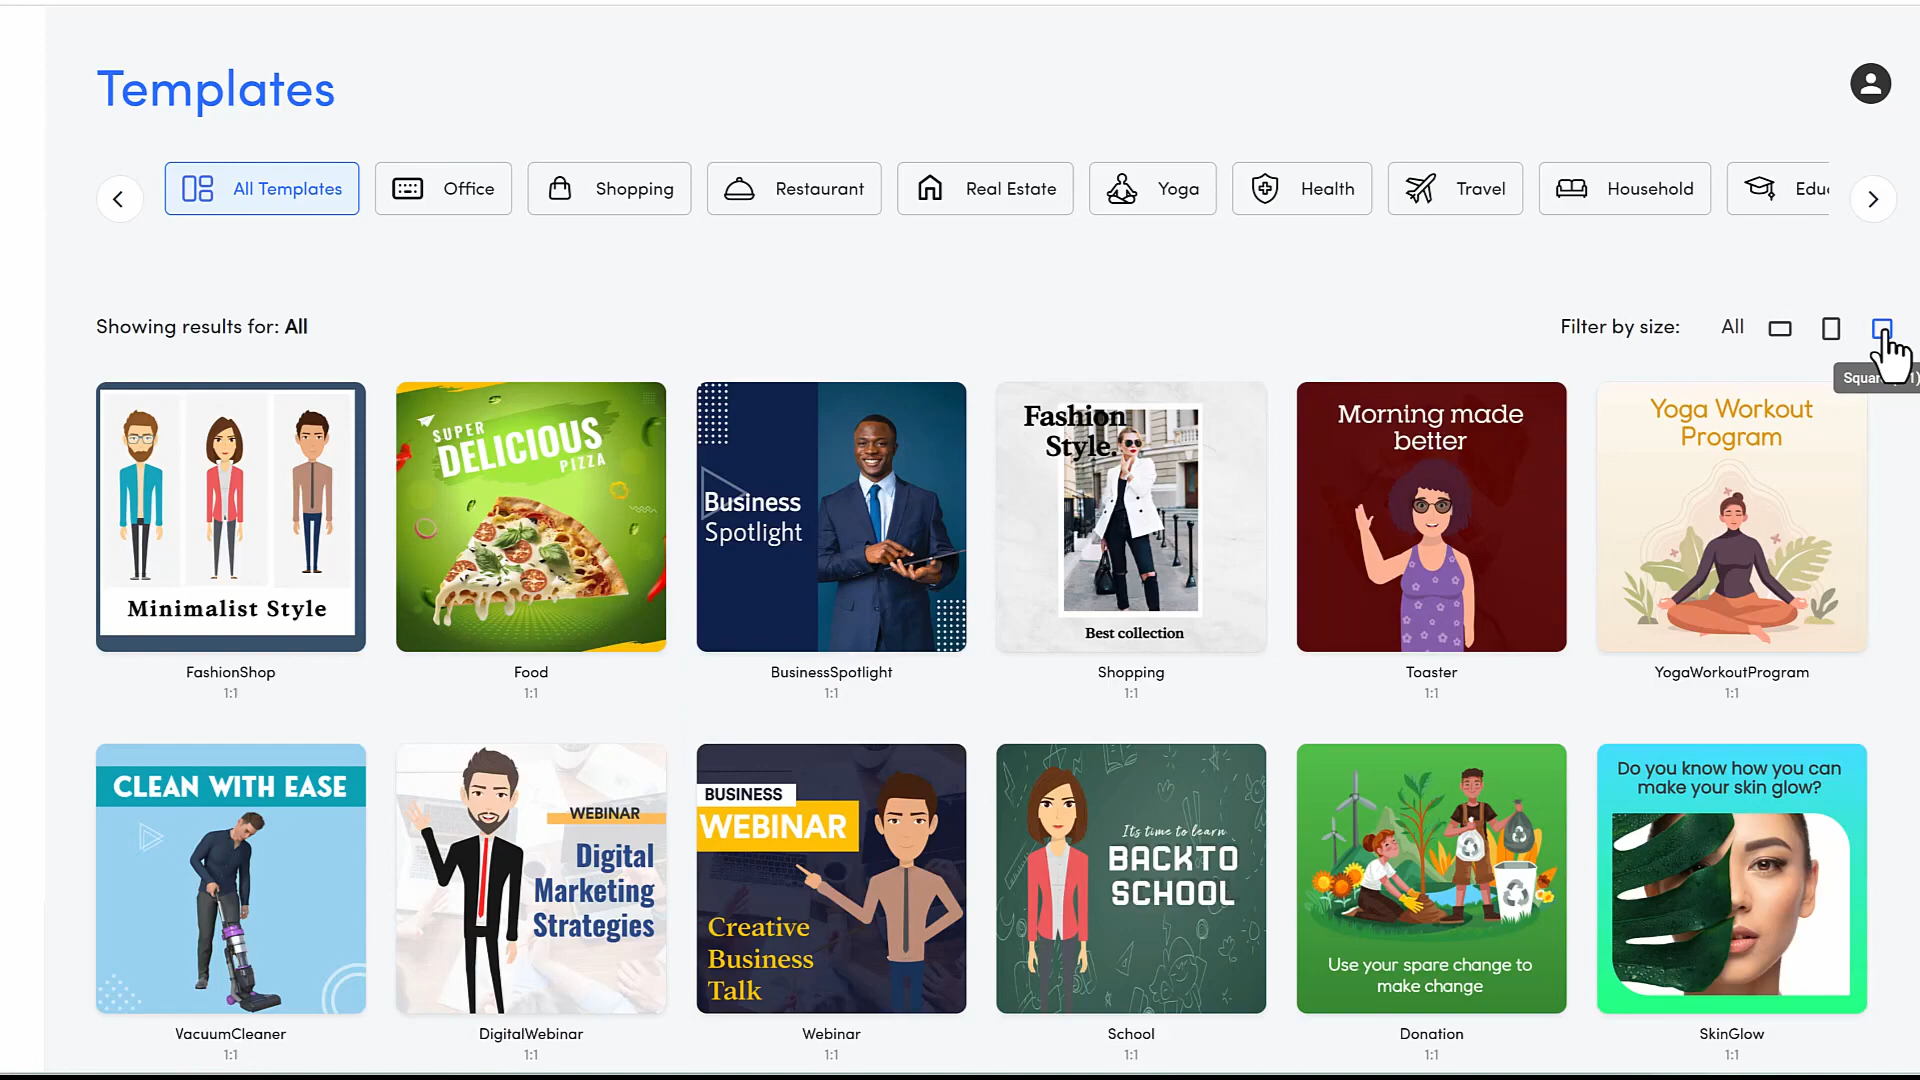 Templates
All Templates
Office
Shopping
Restaurant
Real Estate
Yoga
Health
Travel
Household
Showing results for: All
Filter by size:
All
Minimalist Style
SUPER
DELICIOUS
PIZZA
Business
Spotlight
Fashion
Style.
Best collection
Morning made
better
Yoga Workout
Program
FashionShop
1:1
Food
1:1
BusinessSpotlight
1:1
Shopping
1:1
Toaster
1:1
YogaWorkoutProgram
1:1
CLEAN WITH EASE
WEBINAR
Digital
Marketing
Strategies
BUSINESS
WEBINAR
Creative
Business
Talk
Its time to learn
BACKTO
SCHOOL
Use your spare change to
make change
Do you know how you can
make your skin glow?
VacuumCleaner
1:1
DigitalWebinar
1:1
Webinar
1:1
School
1:1
Donation
1:1
SkinGlow
1:1